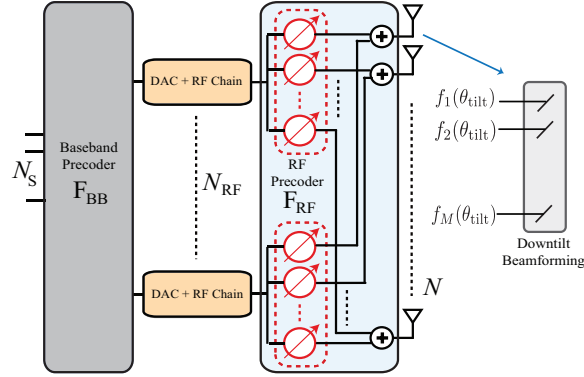 DAC + RF Chain
f_1(θ_tilt)
f_2(θ_tilt)
Baseband
Precoder
F_BB
N_S
N_RF
RF
Precoder
F_RF
f_M(θ_tilt)
Downtilt
Beamforming
DAC + RF Chain
N